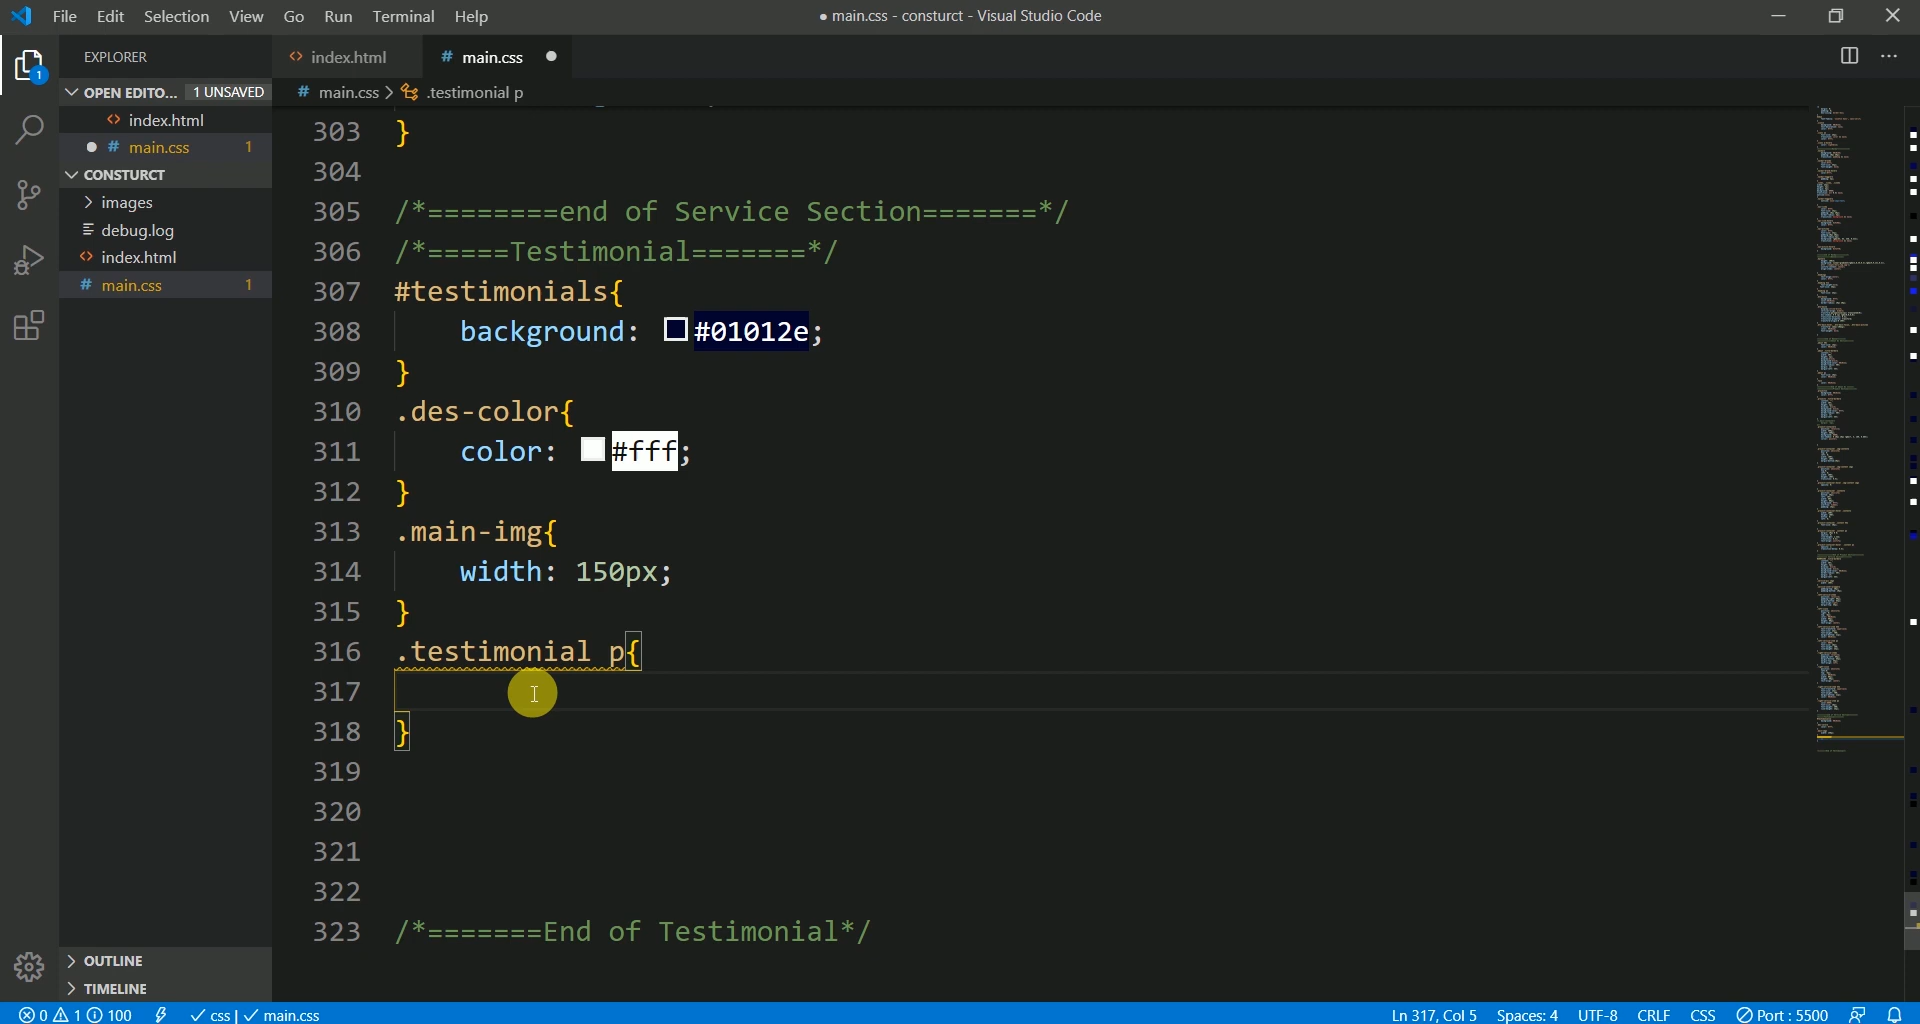 File Edit Selection View Go Run Terminal Help
● main.css - consturct - Visual Studio Code
EXPLORER
OPEN EDITO... 1 UNSAVED
<> index.html
● # main.css 1
CONSTURCT
> images
debug.log
<> index.html
# main.css 1
OUTLINE
TIMELINE
<> index.html
# main.css ●
# main.css > .testimonial p
303 }
304
305 /*========end of Service Section=======*/
306 /*=====Testimonial=======*/
307 #testimonials{
308 background: #01012e;
309 }
310 .des-color{
311 color: #fff;
312 }
313 .main-img{
314 width: 150px;
315 }
316 .testimonial p{
317
318 }
319
320
321
322
323 /*=======End of Testimonial*/
0 1 100 css | main.css
Ln 317, Col 5 Spaces: 4 UTF-8 CRLF CSS Port : 5500